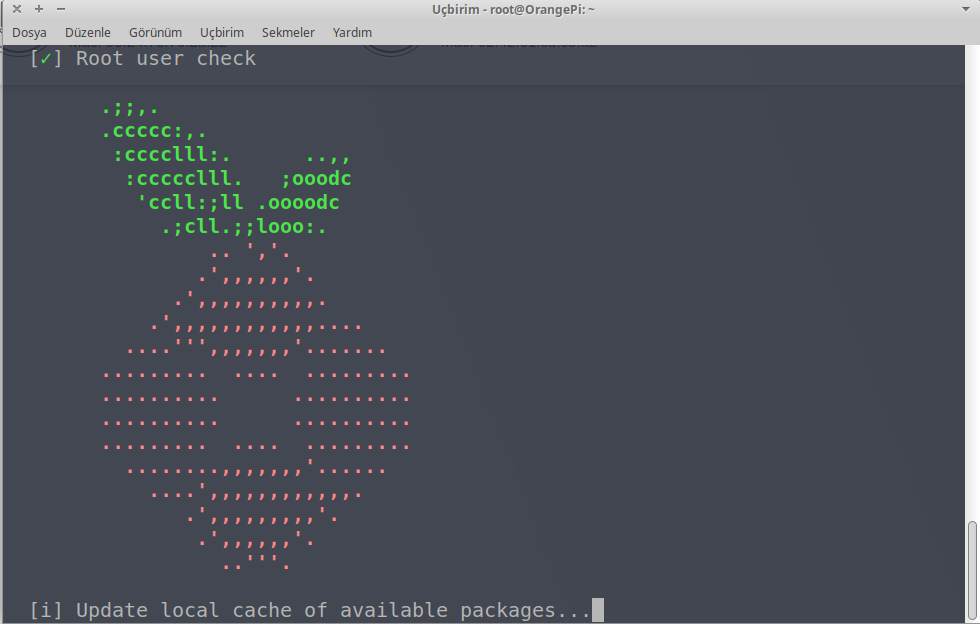 Uçbirim - root@OrangePi: ~
Dosya Düzenle Görünüm Uçbirim Sekmeler Yardım
[✓] Root user check
.;;,.
.ccccc:,.
:cccclll:.      ..,,
:ccccclll.   ;ooodc
'ccll:;ll .oooodc
.;cll.;;looo:.
.. ','.
.',,,,,,'.
.',,,,,,,,,,.
.',,,,,,,,,,,,....
....''',,,,,,,'.......
.........  ....  .........
..........      ..........
..........      ..........
.........  ....  .........
........,,,,,,,'......
....',,,,,,,,,,,,.
.',,,,,,,,,'.
.',,,,,,'.
..'''.
[i] Update local cache of available packages...